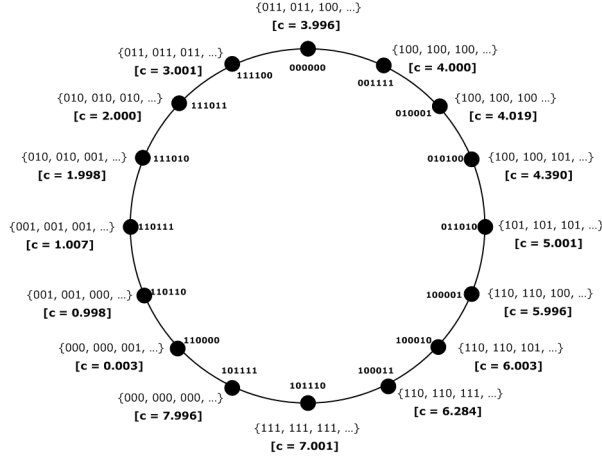 {011, 011, 100, …}
[c = 3.996]
000000
{100, 100, 100, …}
[c = 4.000]
001111
{100, 100, 100 …}
[c = 4.019]
010001
{100, 100, 101, …}
[c = 4.390]
010100
{101, 101, 101, …}
[c = 5.001]
011010
{110, 110, 100, …}
[c = 5.996]
100001
{110, 110, 101, …}
[c = 6.003]
100010
{110, 110, 111, …}
[c = 6.284]
100011
101110
{111, 111, 111, …}
[c = 7.001]
101111
{000, 000, 000, …}
[c = 7.996]
110000
{000, 000, 001, …}
[c = 0.003]
110110
{001, 001, 000, …}
[c = 0.998]
110111
{001, 001, 001, …}
[c = 1.007]
111010
{010, 010, 001, …}
[c = 1.998]
111011
{010, 010, 010, …}
[c = 2.000]
111100
{011, 011, 011, …}
[c = 3.001]